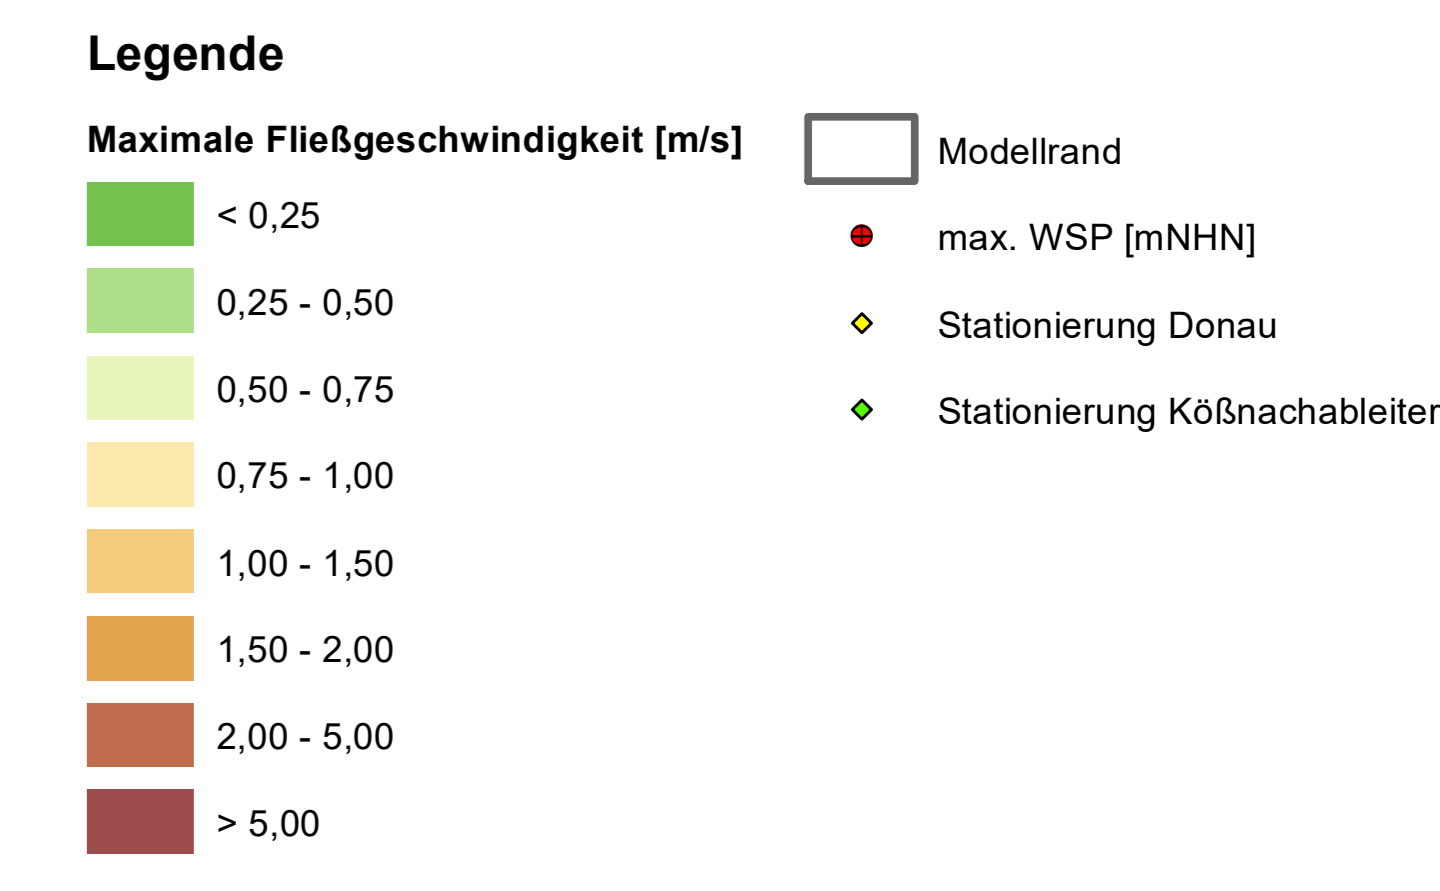 Legende
Maximale Fließgeschwindigkeit [m/s]
< 0,25
0,25 - 0,50
0,50 - 0,75
0,75 - 1,00
1,00 - 1,50
1,50 - 2,00
2,00 - 5,00
> 5,00
Modellrand
max. WSP [mNHN]
Stationierung Donau
Stationierung Kößnachableiter